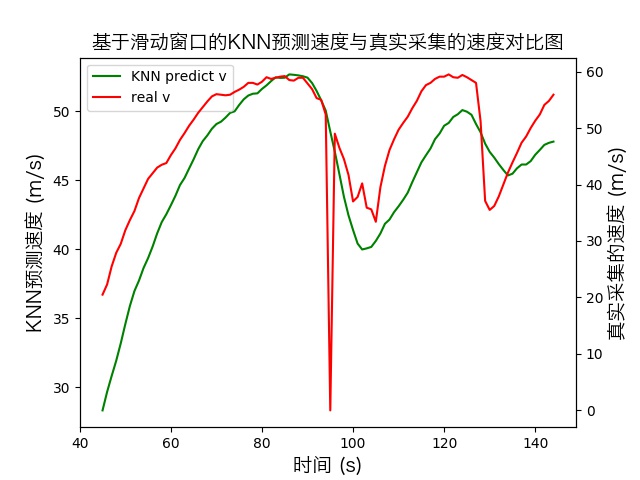 基于滑动窗口的KNN预测速度与真实采集的速度对比图
KNN predict v
real v
KNN预测速度 (m/s)
50
45
40
35
30
60
50
40
30
20
10
0
真实采集的速度 (m/s)
40 60 80 100 120 140
时间 (s)